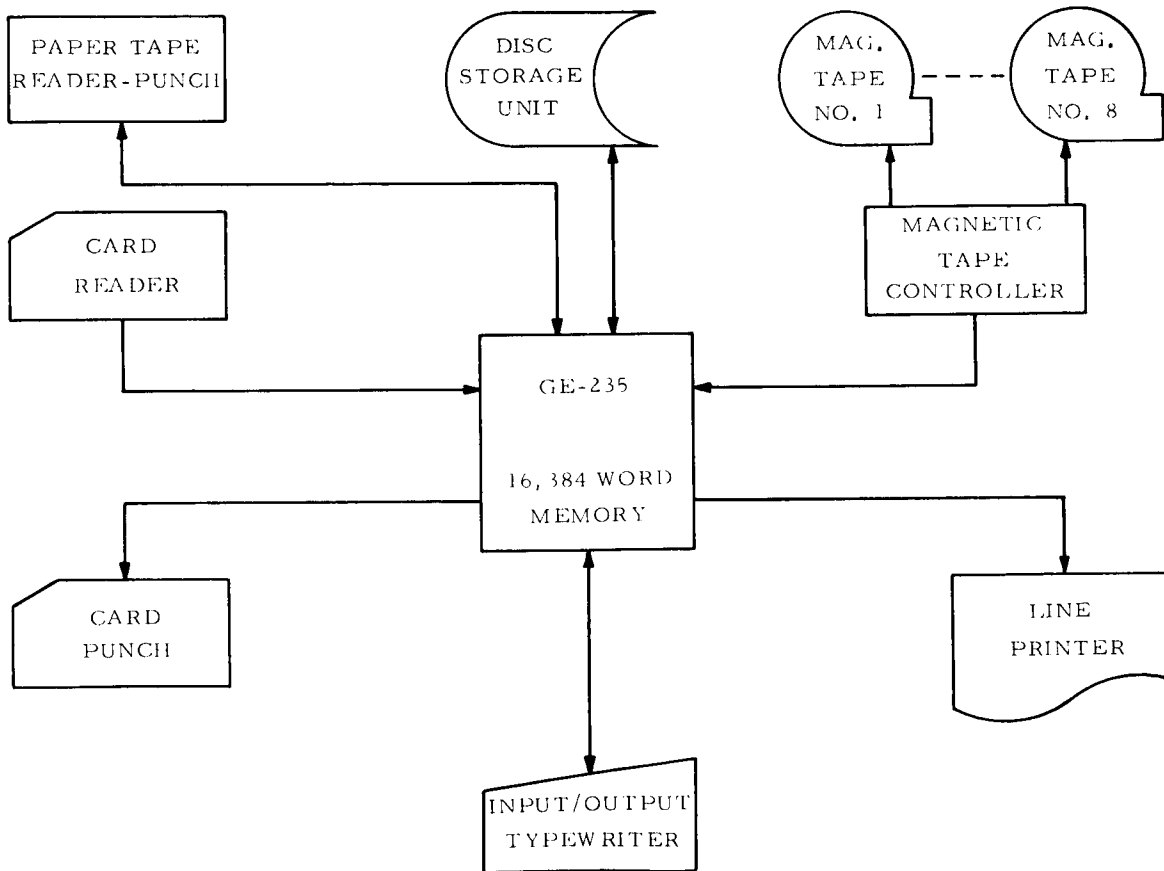 PAPER TAPE
READER-PUNCH
DISC
STORAGE
UNIT
MAG.
TAPE
NO. 1
MAG.
TAPE
NO. 8
CARD
READER
MAGNETIC
TAPE
CONTROLLER
GE-235
16,384 WORD
MEMORY
CARD
PUNCH
LINE
PRINTER
INPUT/OUTPUT
TYPEWRITER